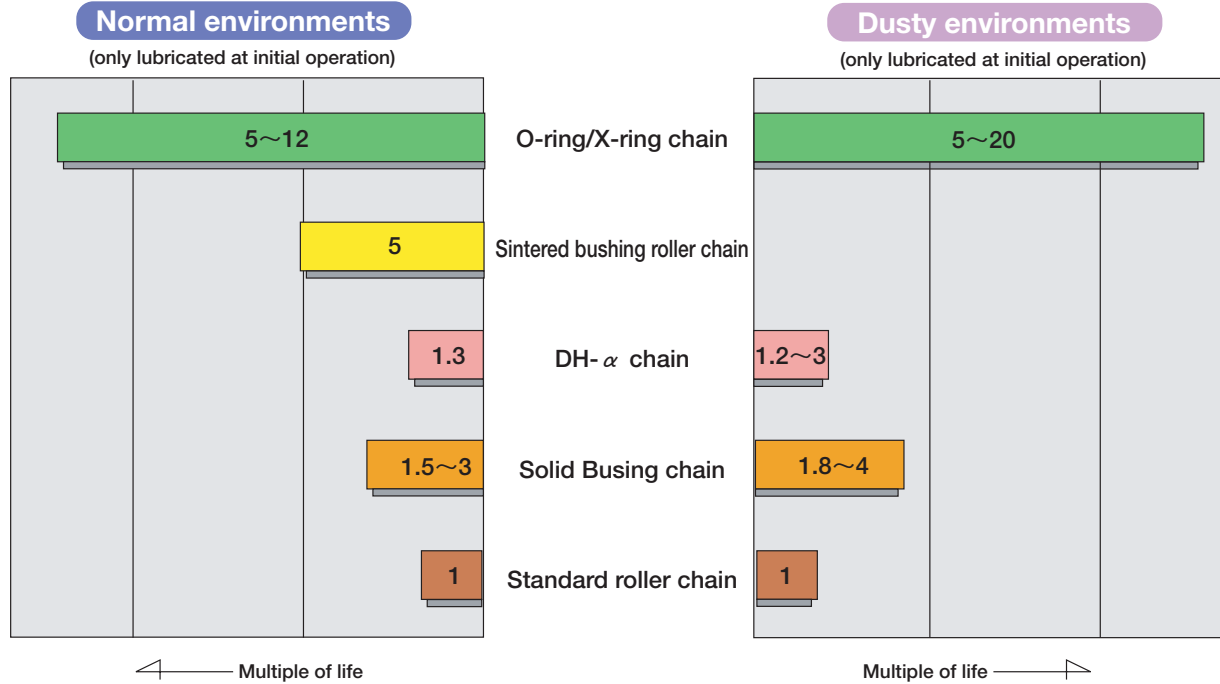 Normal environments
(only lubricated at initial operation)
Dusty environments
(only lubricated at initial operation)
5～12
O-ring/X-ring chain
5～20
5
Sintered bushing roller chain
1.3
DH-α chain
1.2～3
1.5～3
Solid Busing chain
1.8～4
1
Standard roller chain
1
Multiple of life
Multiple of life